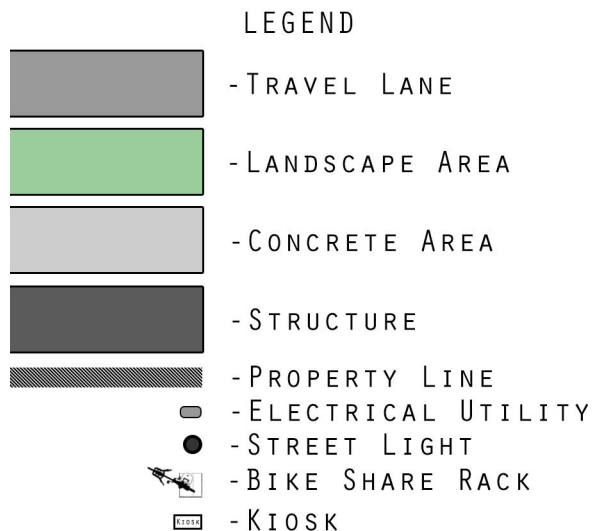 LEGEND
- TRAVEL LANE
- LANDSCAPE AREA
- CONCRETE AREA
- STRUCTURE
- PROPERTY LINE
- ELECTRICAL UTILITY
- STREET LIGHT
- BIKE SHARE RACK
KIOSK - KIOSK